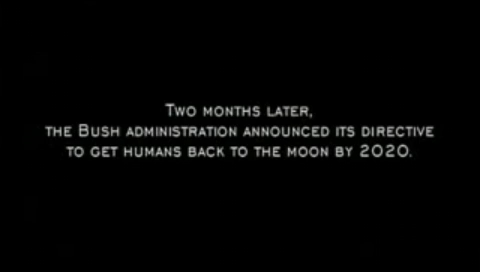 Two months later,
the Bush administration announced its directive
to get humans back to the moon by 2020.